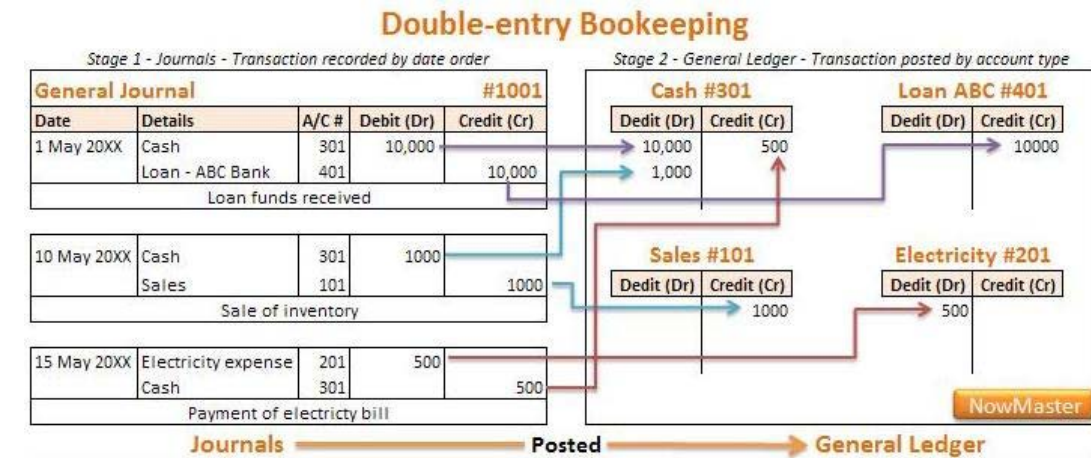 Double-entry Bookeeping
Stage 1 - Journals - Transaction recorded by date order
General Journal #1001
Date Details A/C # Debit (Dr) Credit (Cr)
1 May 20XX Cash 301 10,000
Loan - ABC Bank 401 10,000
Loan funds received
10 May 20XX Cash 301 1000
Sales 101 1000
Sale of inventory
15 May 20XX Electricity expense 201 500
Cash 301 500
Payment of electricty bill
Stage 2 - General Ledger - Transaction posted by account type
Cash #301
Dedit (Dr) Credit (Cr)
10,000 500
1,000
Loan ABC #401
Dedit (Dr) Credit (Cr)
10000
Sales #101
Dedit (Dr) Credit (Cr)
1000
Electricity #201
Dedit (Dr) Credit (Cr)
500
NowMaster
Journals Posted General Ledger